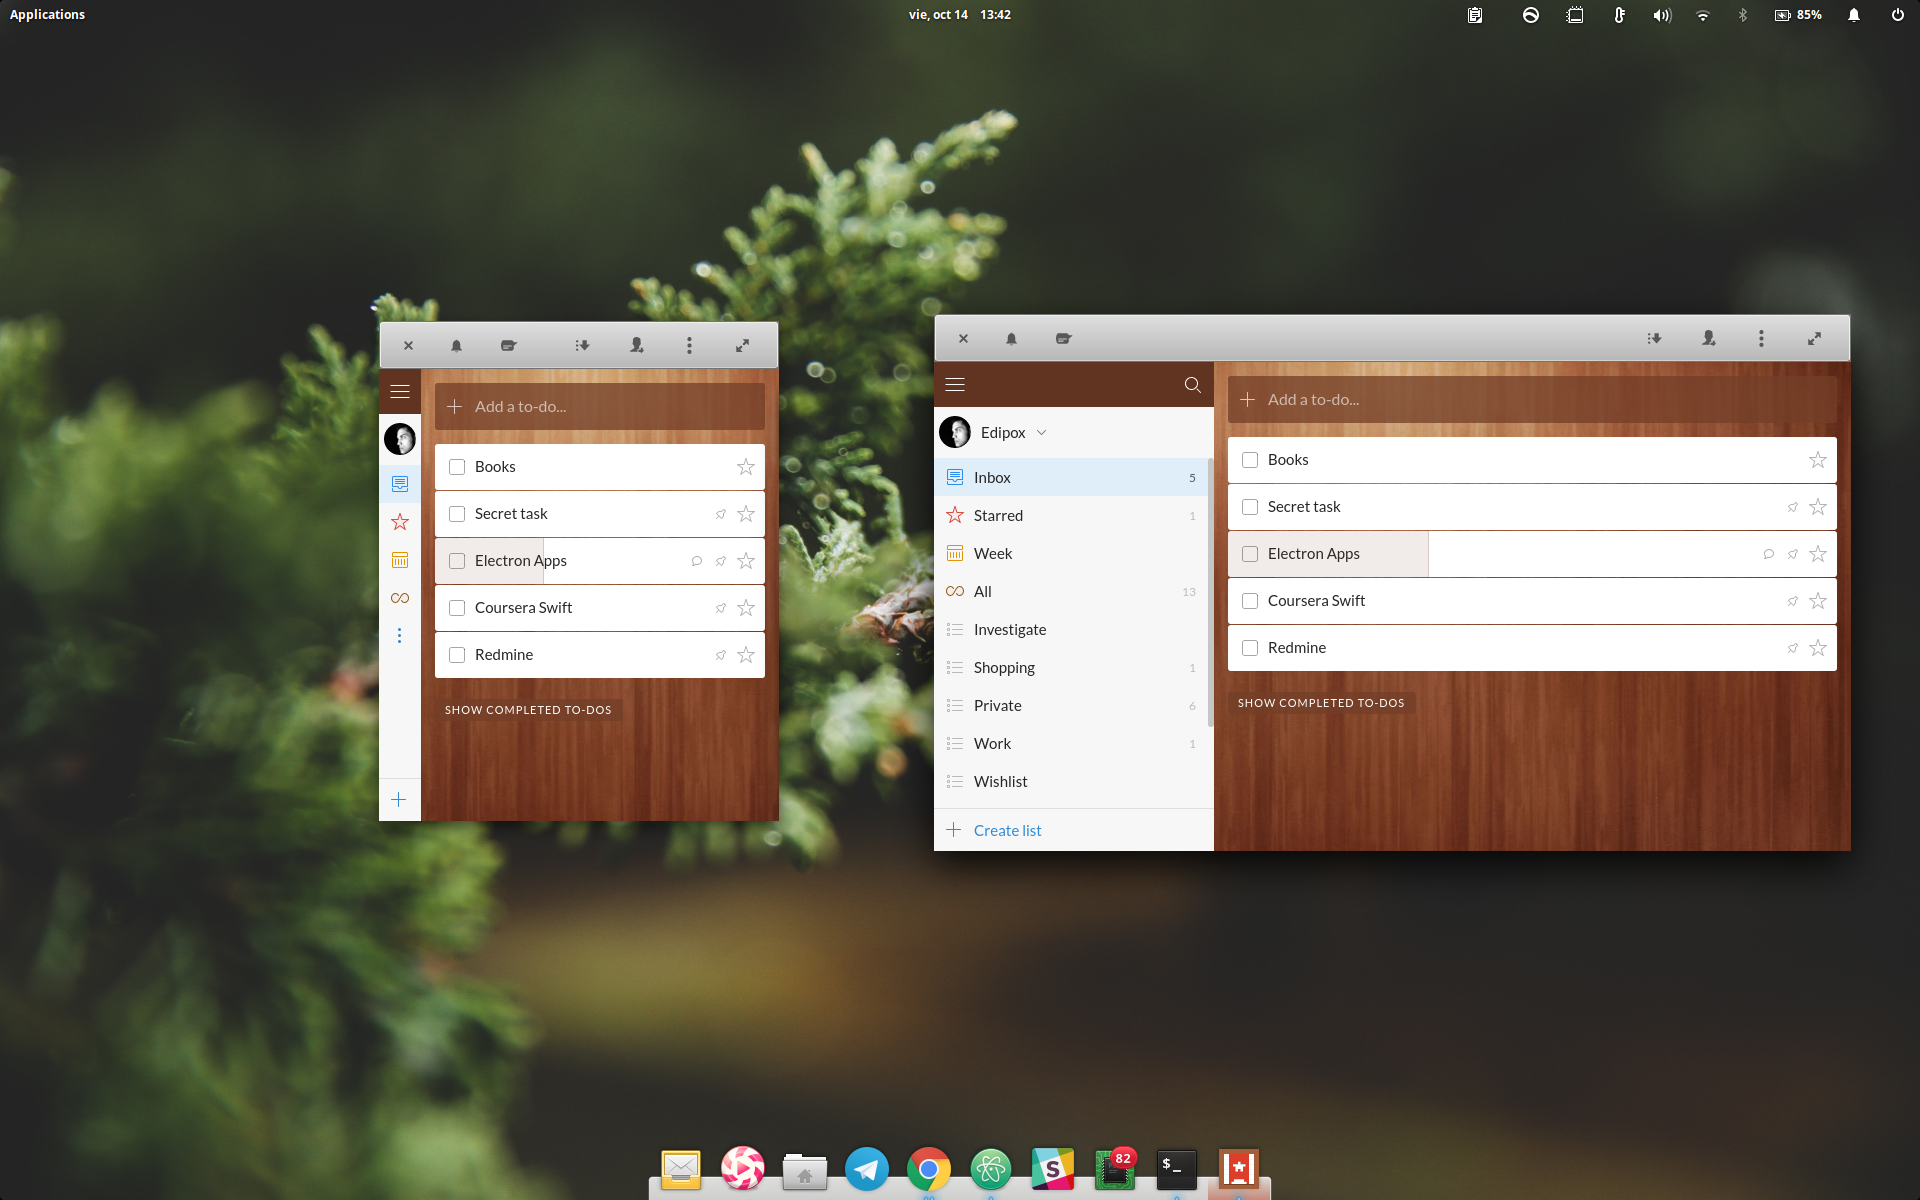 Applications
vie, oct 14 13:42
85%
Add a to-do...
Books
Secret task
Electron Apps
Coursera Swift
Redmine
SHOW COMPLETED TO-DOS
Edipox
Inbox 5
Starred 1
Week
All 13
Investigate
Shopping 1
Private 6
Work 1
Wishlist
Create list
Add a to-do...
Books
Secret task
Electron Apps
Coursera Swift
Redmine
SHOW COMPLETED TO-DOS
S
82
$_